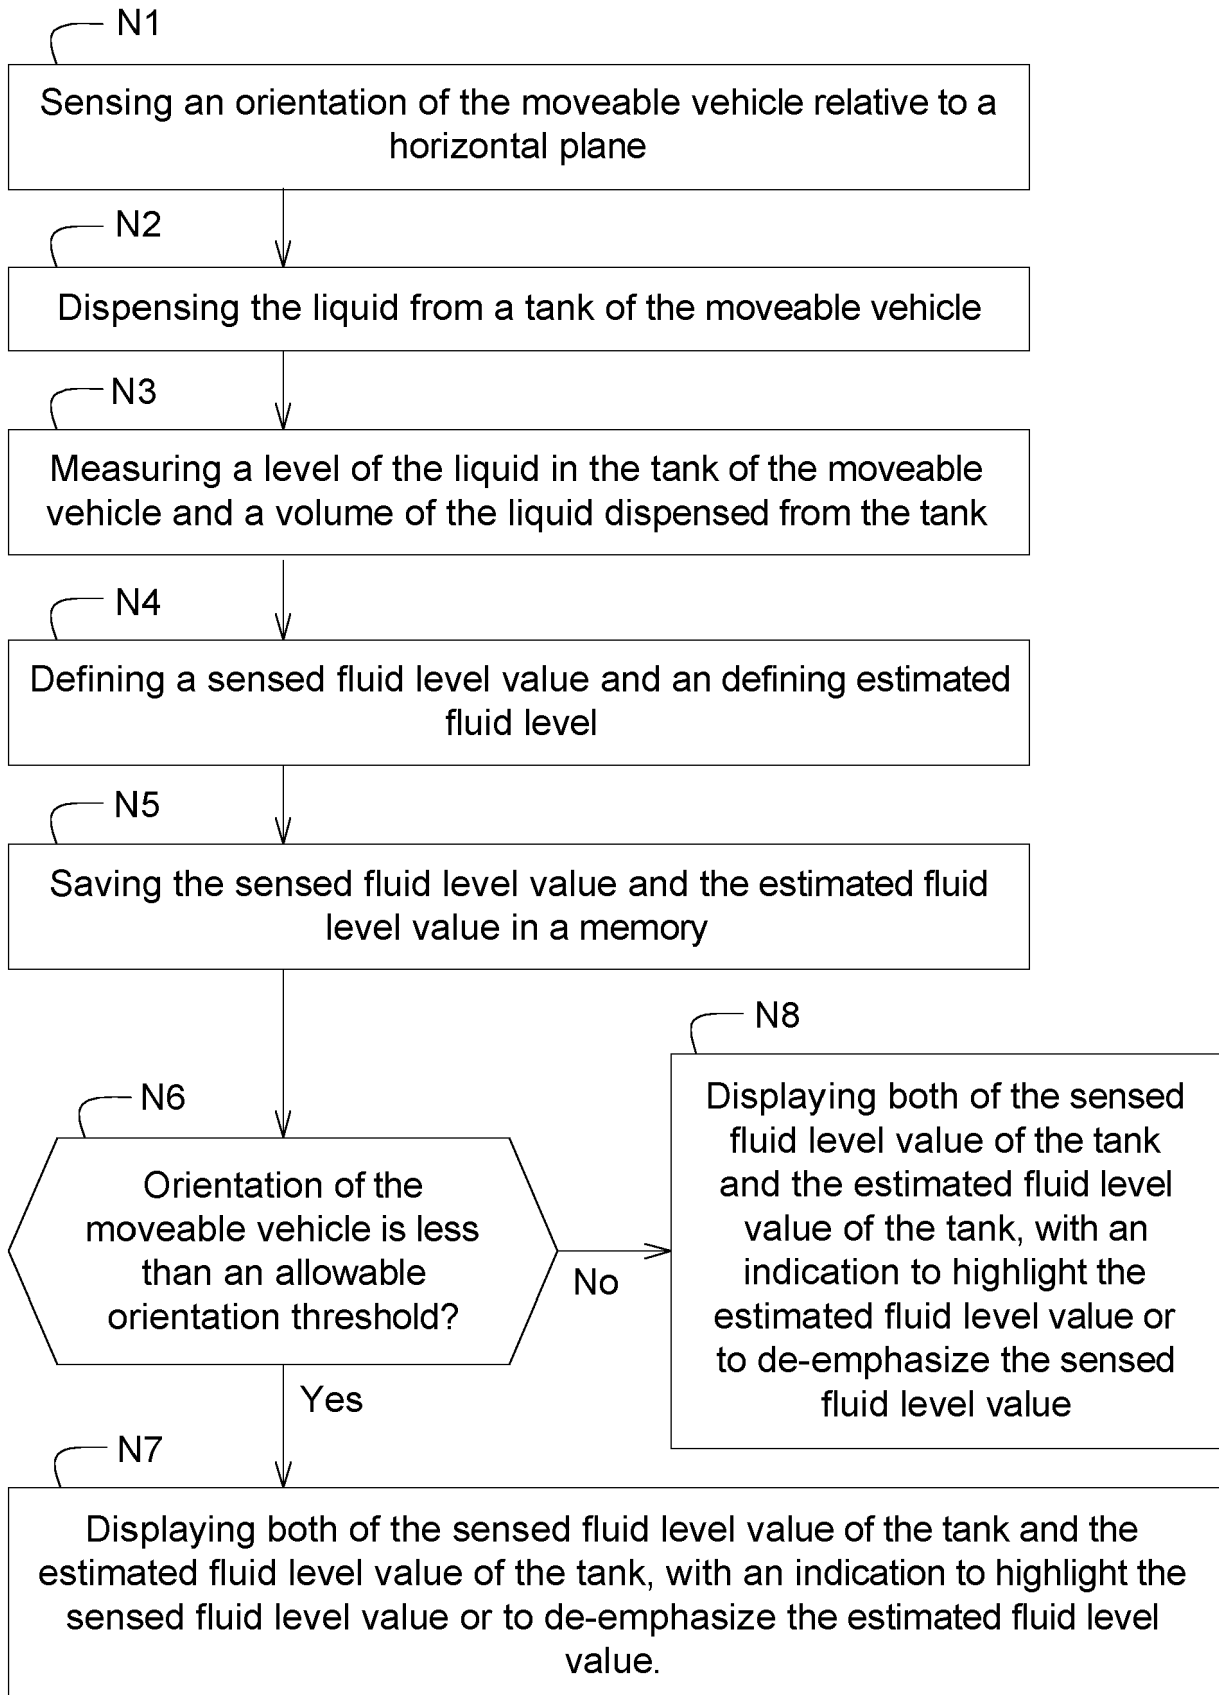 N1
Sensing an orientation of the moveable vehicle relative to a
horizontal plane
N2
Dispensing the liquid from a tank of the moveable vehicle
N3
Measuring a level of the liquid in the tank of the moveable
vehicle and a volume of the liquid dispensed from the tank
N4
Defining a sensed fluid level value and an defining estimated
fluid level
N5
Saving the sensed fluid level value and the estimated fluid
level value in a memory
N6
Orientation of the
moveable vehicle is less
than an allowable
orientation threshold?
No
Yes
N8
Displaying both of the sensed
fluid level value of the tank
and the estimated fluid level
value of the tank, with an
indication to highlight the
estimated fluid level value or
to de-emphasize the sensed
fluid level value
N7
Displaying both of the sensed fluid level value of the tank and the
estimated fluid level value of the tank, with an indication to highlight the
sensed fluid level value or to de-emphasize the estimated fluid level
value.